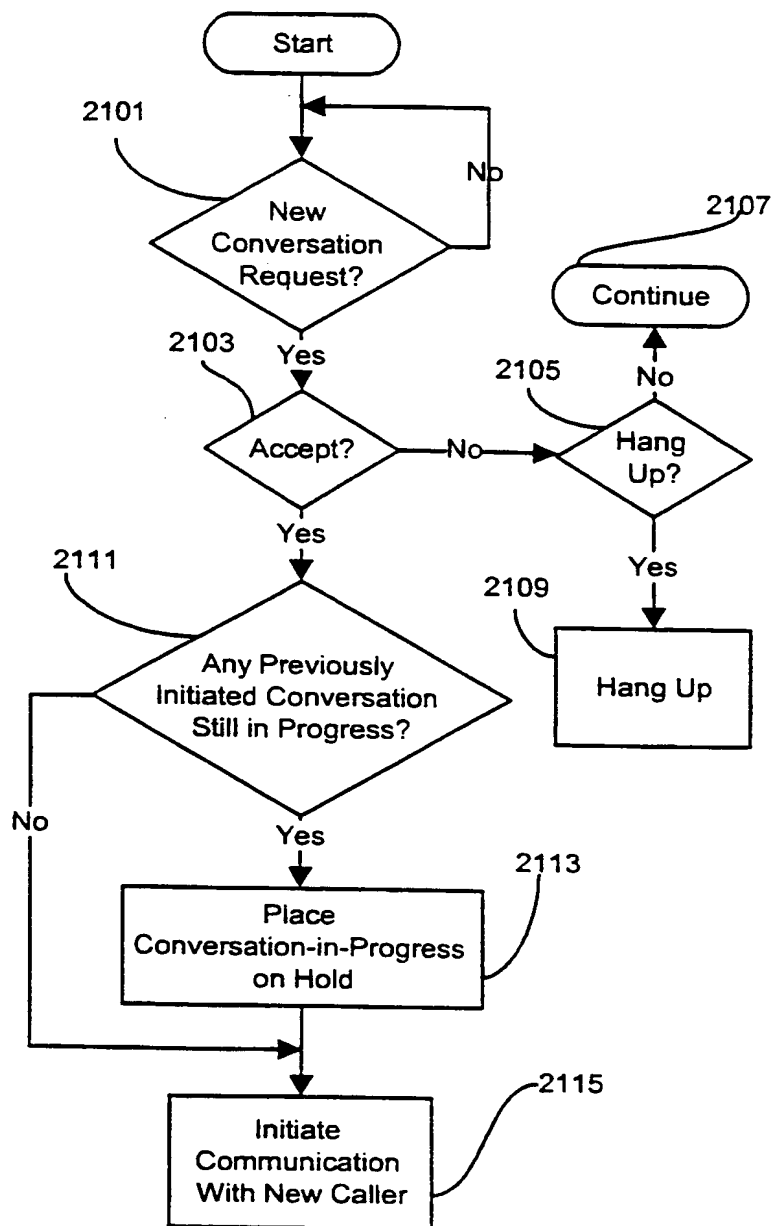 Start
2101
No
New
Conversation
Request?
2107
Continue
Yes
2103
No
2105
Accept?
No
Hang
Up?
Yes
2111
Yes
2109
Any Previously
Initiated Conversation
Still in Progress?
Hang Up
No
Yes
2113
Place
Conversation-in-Progress
on Hold
2115
Initiate
Communication
With New Caller